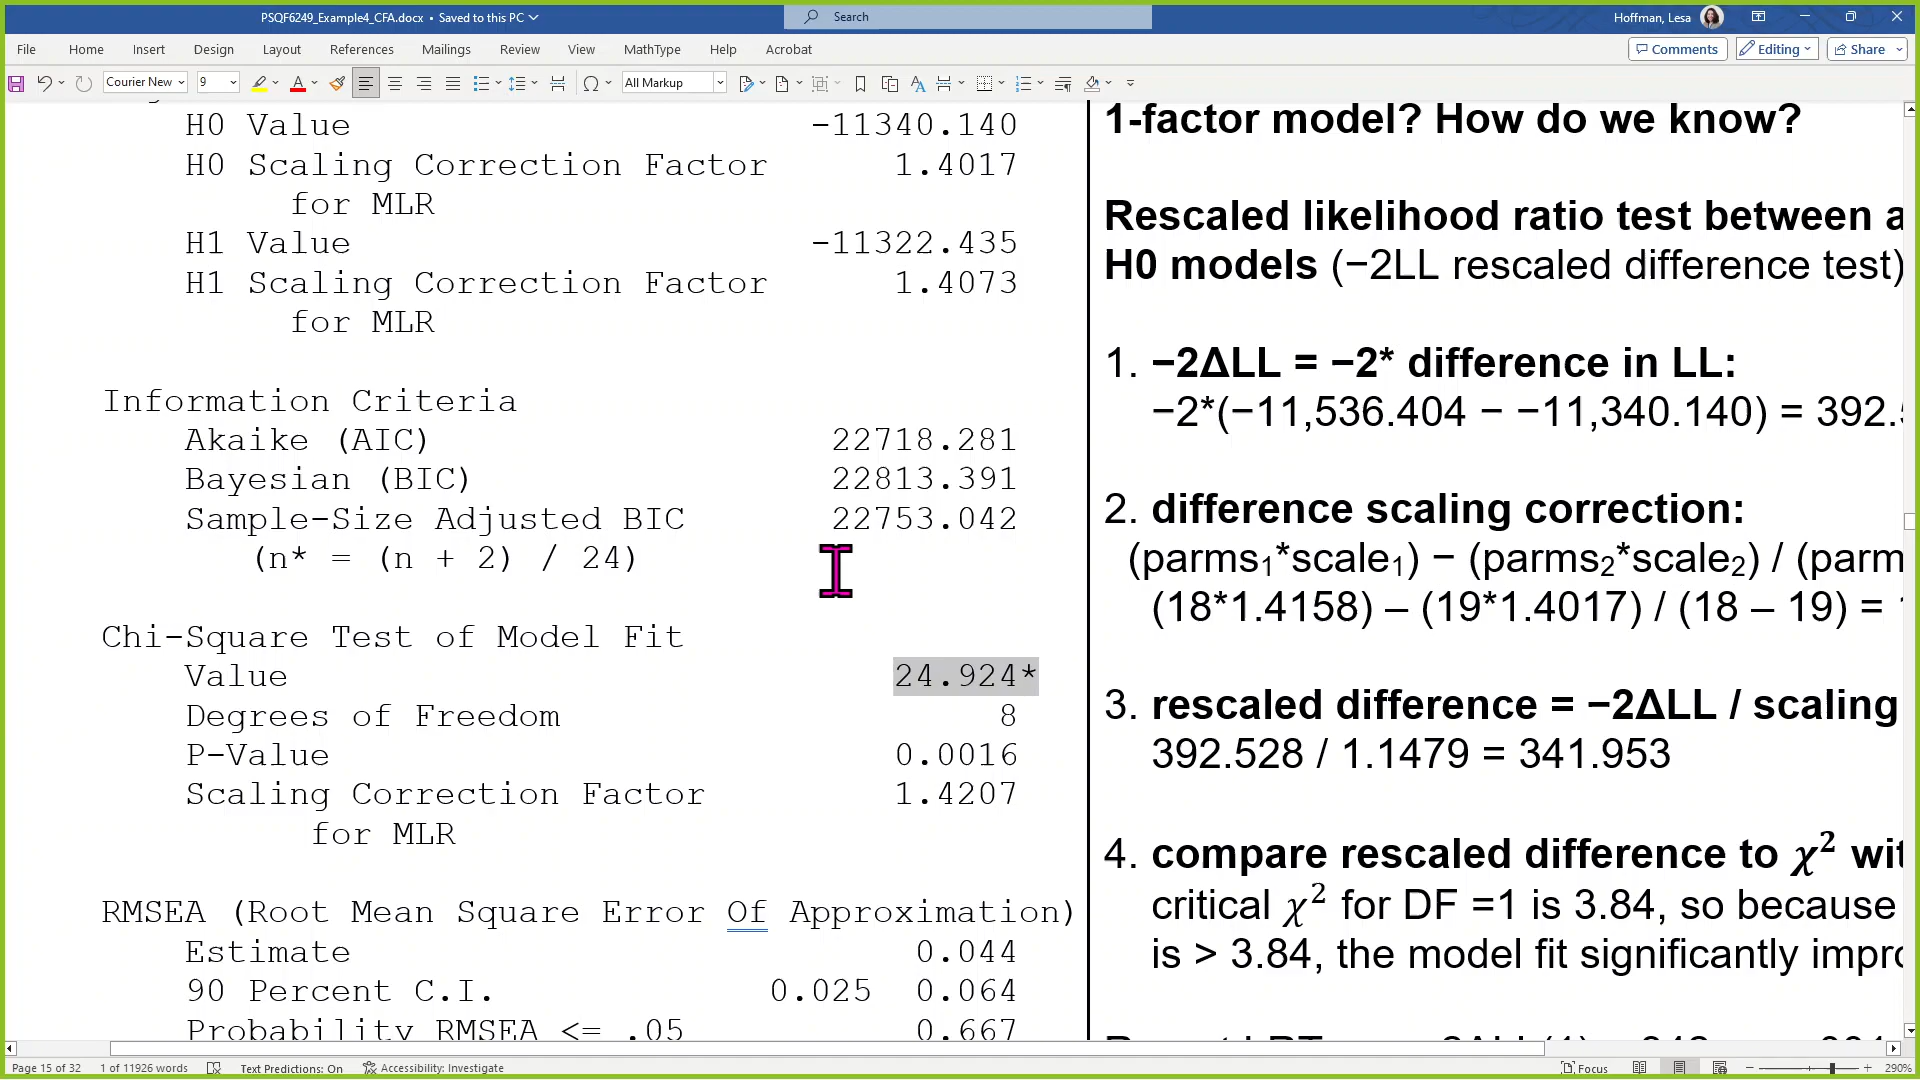 PSQF6249_Example4_CFA.docx • Saved to this PC
Search
Hoffman, Lesa
File Home Insert Design Layout References Mailings Review View MathType Help Acrobat
Comments Editing Share
Courier New 9 All Markup
H0 Value -11340.140
H0 Scaling Correction Factor 1.4017
for MLR
H1 Value -11322.435
H1 Scaling Correction Factor 1.4073
for MLR
Information Criteria
Akaike (AIC) 22718.281
Bayesian (BIC) 22813.391
Sample-Size Adjusted BIC 22753.042
(n* = (n + 2) / 24)
Chi-Square Test of Model Fit
Value 24.924*
Degrees of Freedom 8
P-Value 0.0016
Scaling Correction Factor 1.4207
for MLR
RMSEA (Root Mean Square Error Of Approximation)
Estimate 0.044
90 Percent C.I. 0.025 0.064
Probability RMSEA <= .05 0.667
1-factor model? How do we know?
Rescaled likelihood ratio test between a
H0 models (−2LL rescaled difference test)
1. −2ΔLL = −2* difference in LL:
−2*(−11,536.404 − −11,340.140) = 392.5
2. difference scaling correction:
(parms₁*scale₁) − (parms₂*scale₂) / (parm
(18*1.4158) – (19*1.4017) / (18 – 19) =
3. rescaled difference = −2ΔLL / scaling
392.528 / 1.1479 = 341.953
4. compare rescaled difference to χ² wit
critical χ² for DF =1 is 3.84, so because
is > 3.84, the model fit significantly impro
Page 15 of 32 1 of 11926 words Text Predictions: On Accessibility: Investigate
Focus 290%